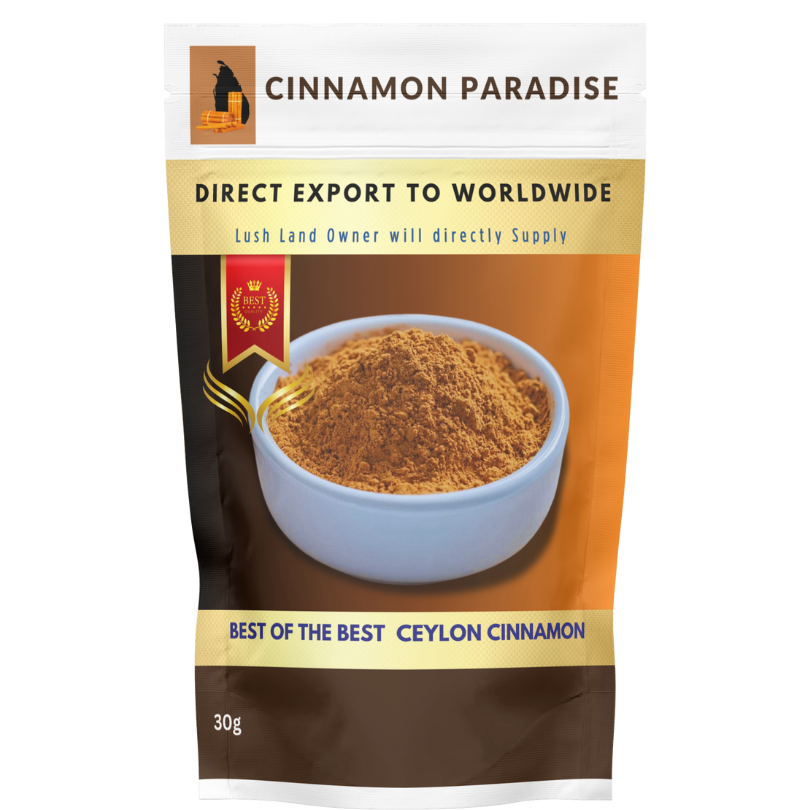 CINNAMON PARADISE
DIRECT EXPORT TO WORLDWIDE
Lush Land Owner will directly Supply
BEST
QUALITY
BEST OF THE BEST CEYLON CINNAMON
30g